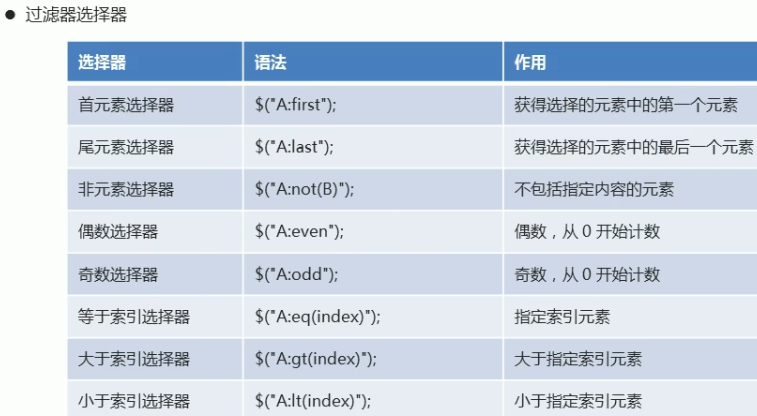 ● 过滤器选择器
选择器 语法 作用
首元素选择器 $("A:first"); 获得选择的元素中的第一个元素
尾元素选择器 $("A:last"); 获得选择的元素中的最后一个元素
非元素选择器 $("A:not(B)"); 不包括指定内容的元素
偶数选择器 $("A:even"); 偶数，从 0 开始计数
奇数选择器 $("A:odd"); 奇数，从 0 开始计数
等于索引选择器 $("A:eq(index)"); 指定索引元素
大于索引选择器 $("A:gt(index)"); 大于指定索引元素
小于索引选择器 $("A:lt(index)"); 小于指定索引元素